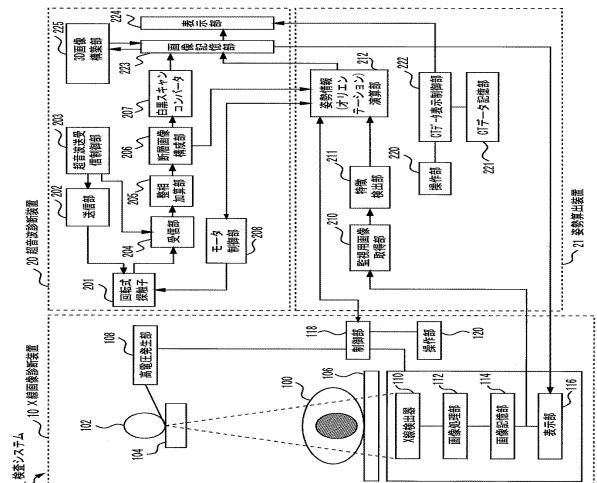 検査システム
10 X線画像診断装置
102
104
108
高電圧発生部
100
106
118
制御部
操作部
120
X線検出器
110
画像処理部
112
画像記憶部
114
表示部
116
20 超音波診断装置
201
回転式
探触子
202
送信部
203
超音波送受
信制御部
204
受信部
205
整相
加算部
206
断層画像
構成部
207
白黒スキャン
コンバータ
208
モータ
制御部
223
画像記憶部
224
表示部
225
3D画像
構築部
21 姿勢算出装置
210
監視用画像
取得部
211
特徴
検出部
212
姿勢情報
(オリエン
テーション)
演算部
220
操作部
221
CTデータ記憶部
222
CTデータ表示制御部